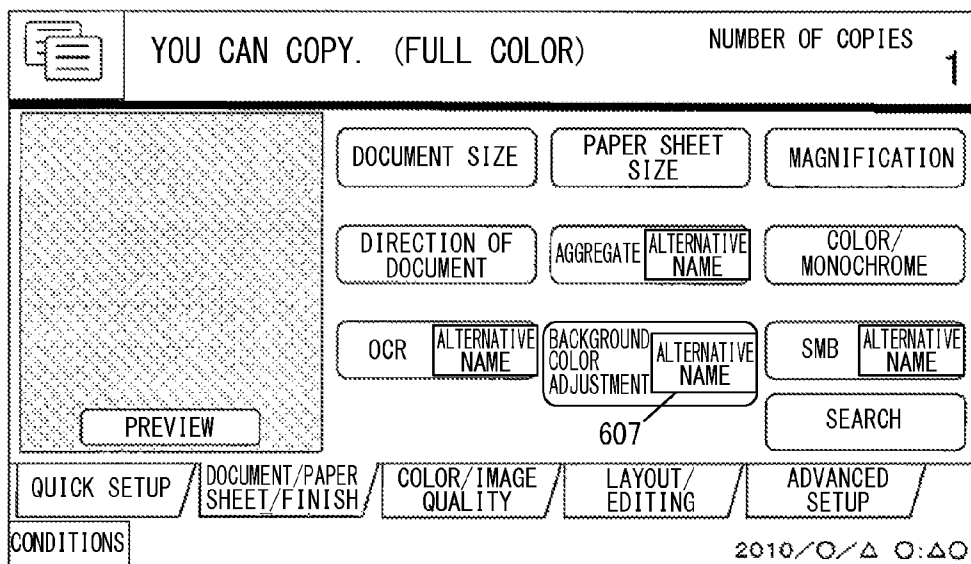 YOU CAN COPY. (FULL COLOR)
NUMBER OF COPIES
1
DOCUMENT SIZE
PAPER SHEET
SIZE
MAGNIFICATION
DIRECTION OF
DOCUMENT
AGGREGATE
ALTERNATIVE
NAME
COLOR/
MONOCHROME
OCR
ALTERNATIVE
NAME
BACKGROUND
COLOR
ADJUSTMENT
ALTERNATIVE
NAME
SMB
ALTERNATIVE
NAME
607
PREVIEW
SEARCH
QUICK SETUP
DOCUMENT/PAPER
SHEET/FINISH
COLOR/IMAGE
QUALITY
LAYOUT/
EDITING
ADVANCED
SETUP
CONDITIONS
2010/○/△ ○:△○